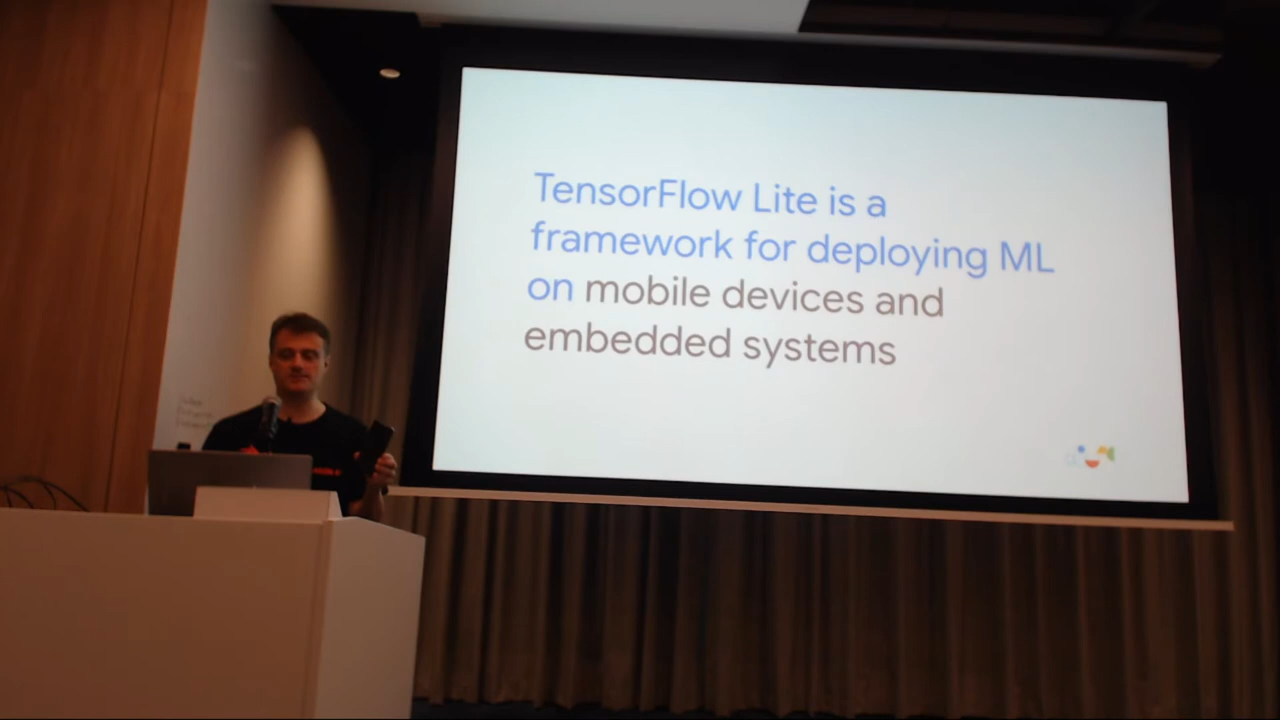 TensorFlow Lite is a
framework for deploying ML
on mobile devices and
embedded systems